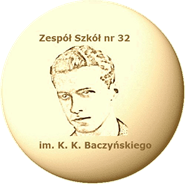 Zespół Szkół nr 32
im. K. K. Baczyńskiego